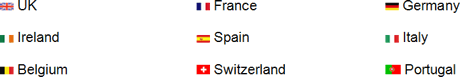 UK France Germany
Ireland Spain Italy
Belgium Switzerland Portugal